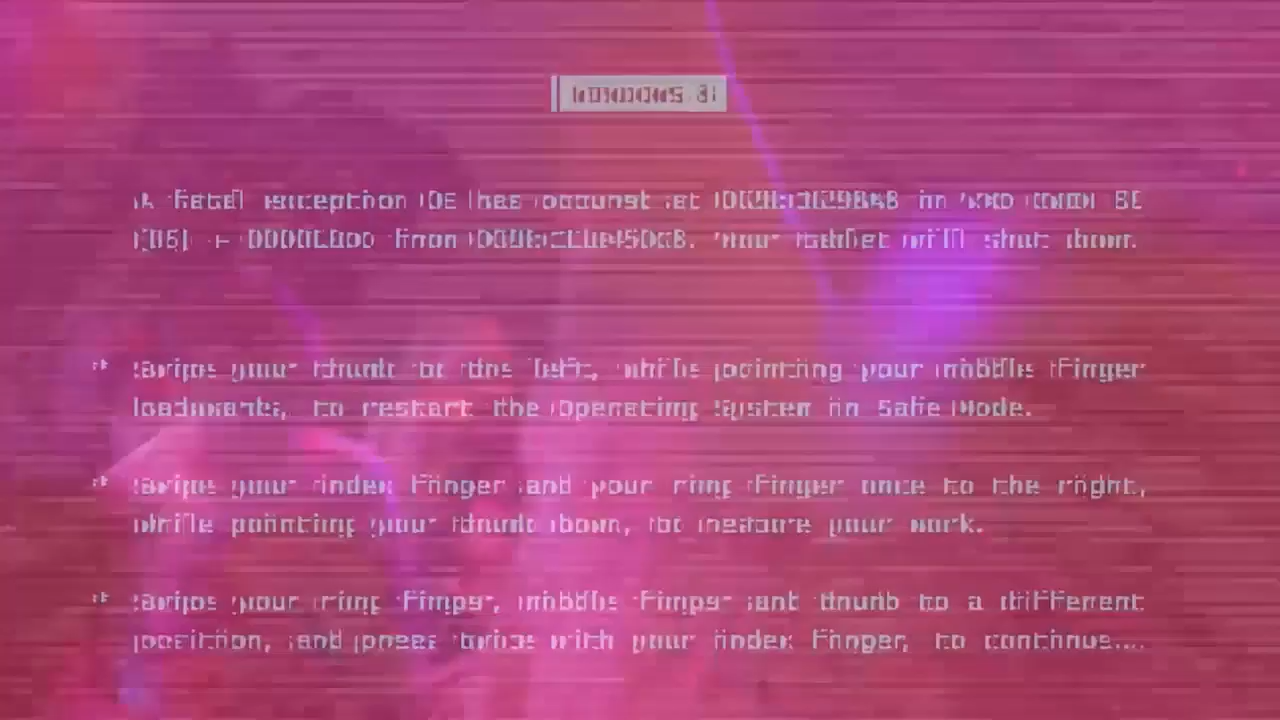 WINDOWS 8!
A fatal exception 0E has occured at in VXD
Your tablet will shut down.
* Swipe your thumb to the left, while pointing your middle finger
to restart the Operating System in Safe Mode.
* Swipe your index finger and your ring finger once to the right,
while pointing your thumb down, to restore your work.
* Swipe your ring finger, middle finger and thumb to a different
position, and press twice with your index finger, to continue...